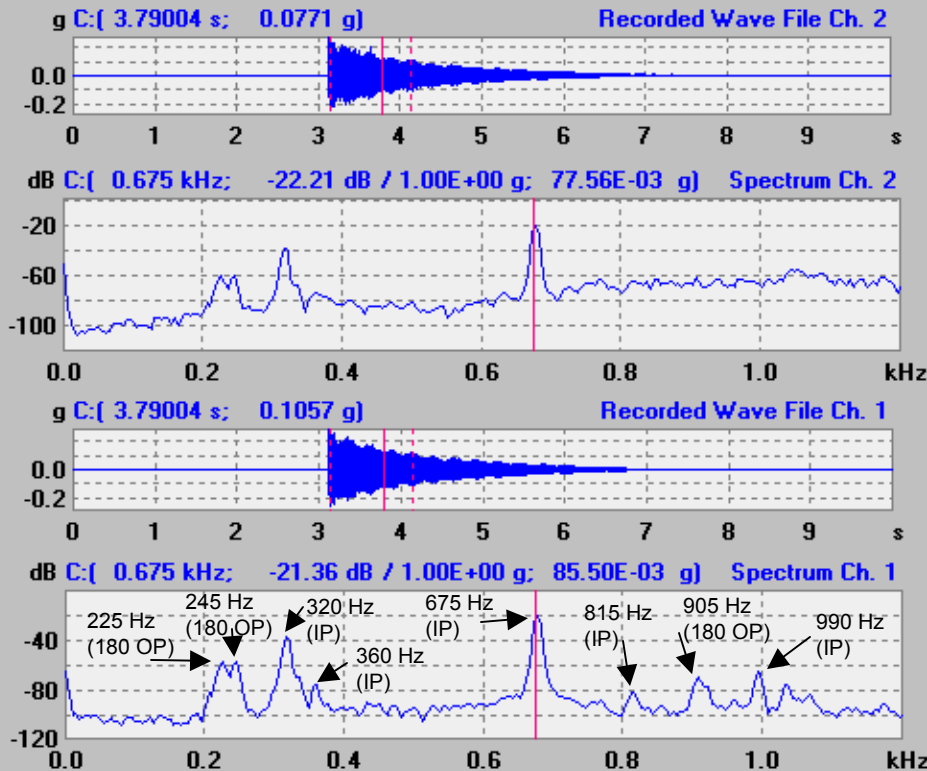 g C:( 3.79004 s; 0.0771 g) Recorded Wave File Ch. 2
0.0
-0.2
0 1 2 3 4 5 6 7 8 9 s
dB C:( 0.675 kHz; -22.21 dB / 1.00E+00 g; 77.56E-03 g) Spectrum Ch. 2
-20
-60
-100
0.0 0.2 0.4 0.6 0.8 1.0 kHz
g C:( 3.79004 s; 0.1057 g) Recorded Wave File Ch. 1
0.0
-0.2
0 1 2 3 4 5 6 7 8 9 s
dB C:( 0.675 kHz; -21.36 dB / 1.00E+00 g; 85.50E-03 g) Spectrum Ch. 1
225 Hz
(180 OP)
245 Hz
(180 OP)
320 Hz
(IP)
360 Hz
(IP)
675 Hz
(IP)
815 Hz
(IP)
905 Hz
(180 OP)
990 Hz
(IP)
-40
-80
-120
0.0 0.2 0.4 0.6 0.8 1.0 kHz